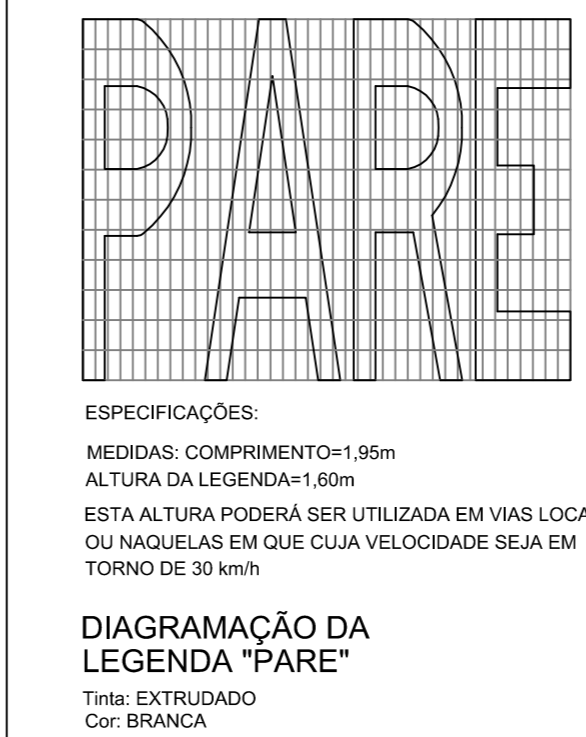 PARE
ESPECIFICAÇÕES:
MEDIDAS: COMPRIMENTO=1,95m
ALTURA DA LEGENDA=1,60m
ESTA ALTURA PODERÁ SER UTILIZADA EM VIAS LOCA
OU NAQUELAS EM QUE CUJA VELOCIDADE SEJA EM
TORNO DE 30 km/h
DIAGRAMAÇÃO DA
LEGENDA "PARE"
Tinta: EXTRUDADO
Cor: BRANCA